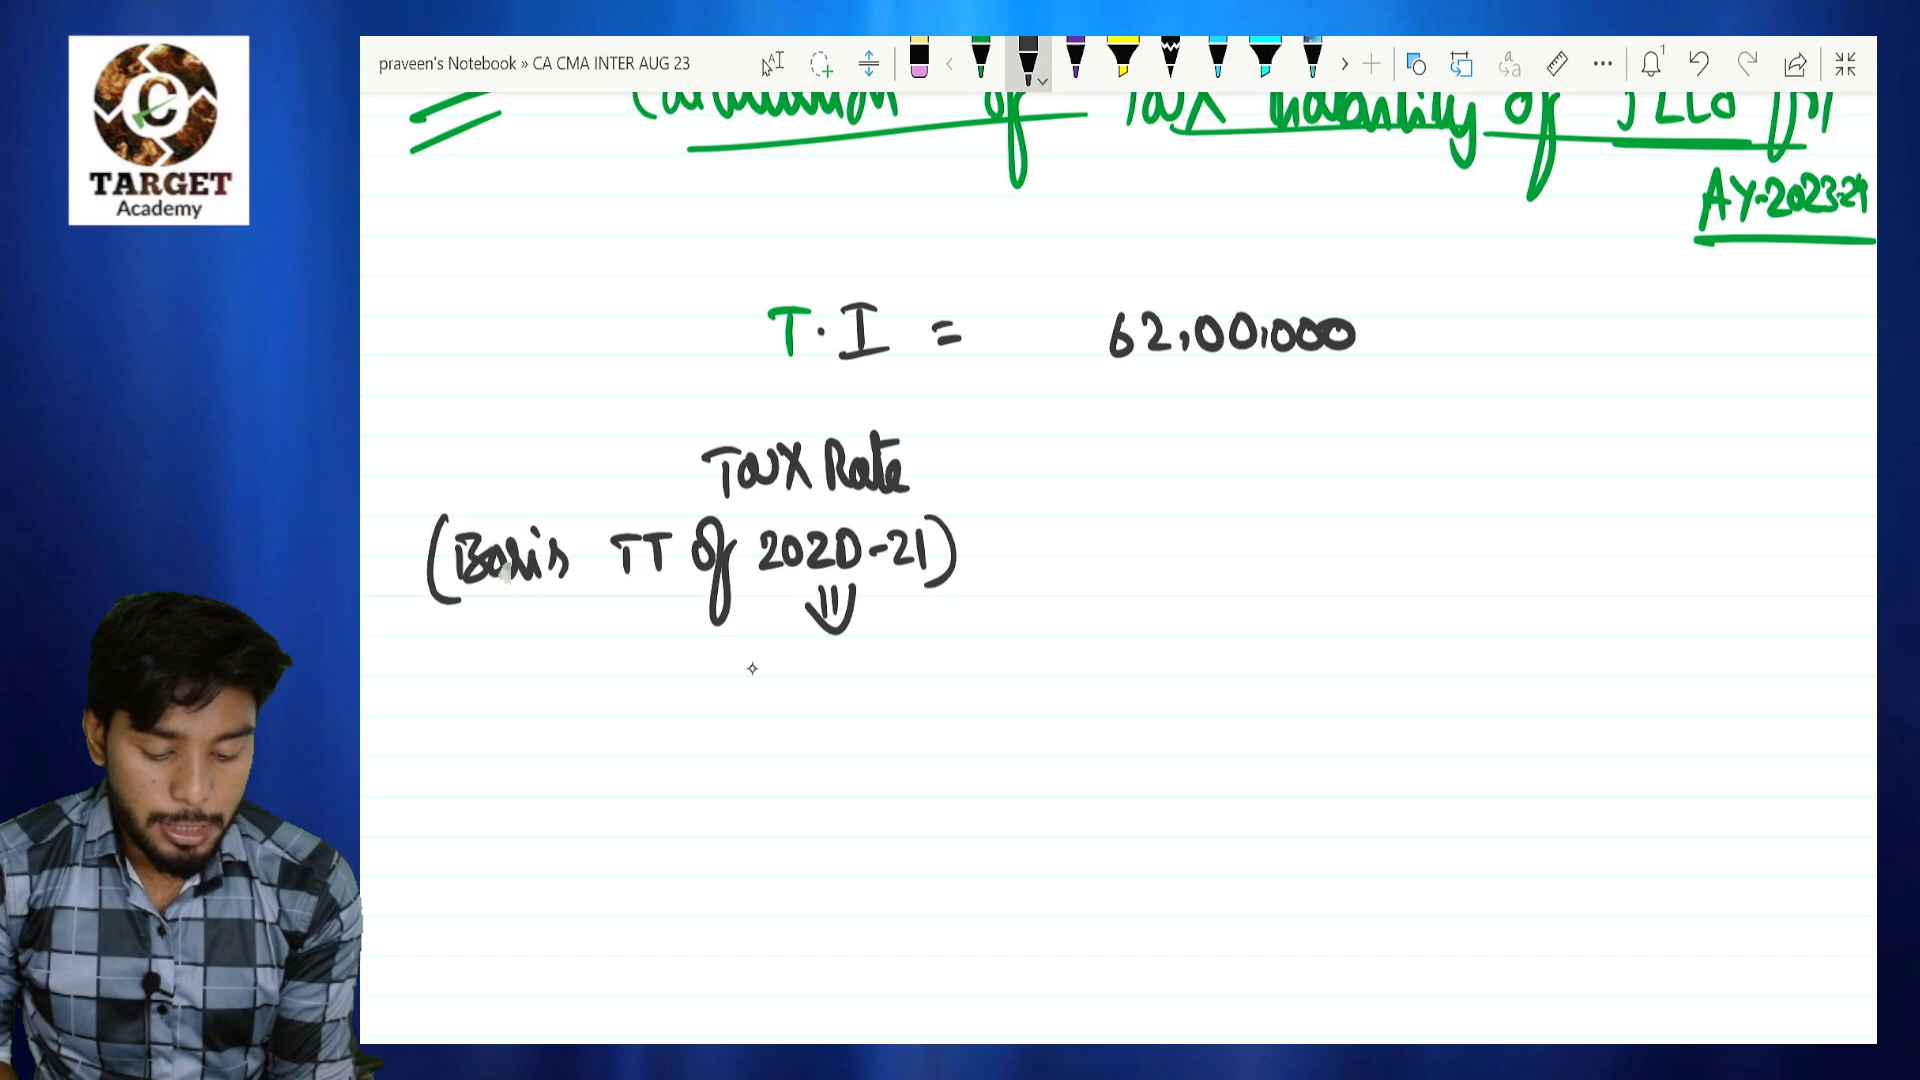 praveen's Notebook » CA CMA INTER AUG 23
TARGET
Academy
of Tax liability of
AY-2023-24
T.I = 62,00,000
Tax Rate
(Basis TT of 2020-21)